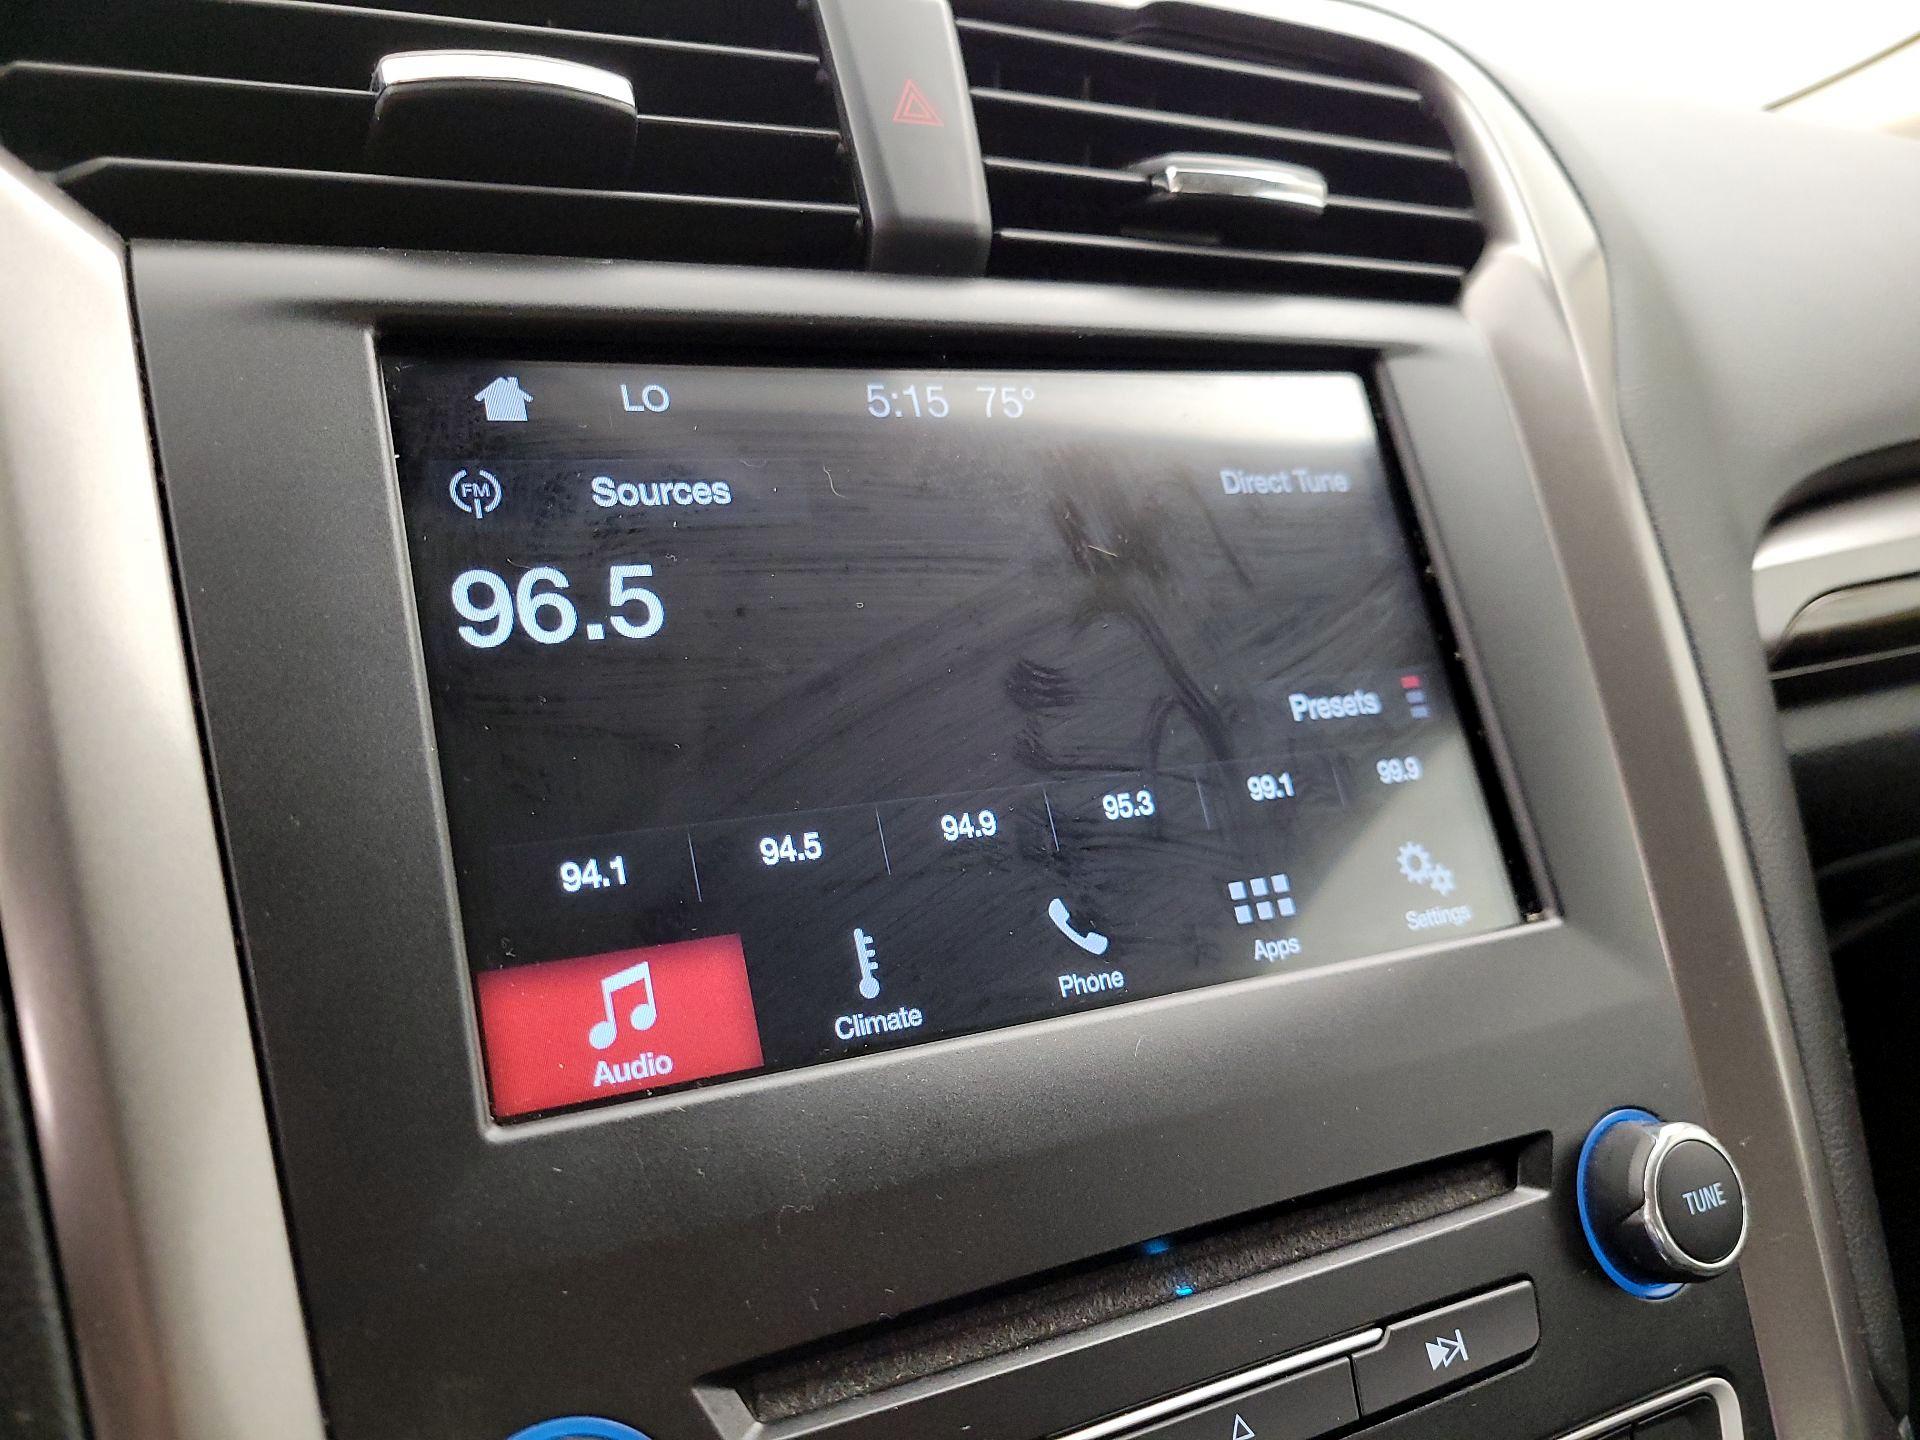 LO 5:15 75°
FM Sources Direct Tune
96.5
Presets
94.1 94.5 94.9 95.3 99.1 99.9
Audio Climate Phone Apps Settings
TUNE